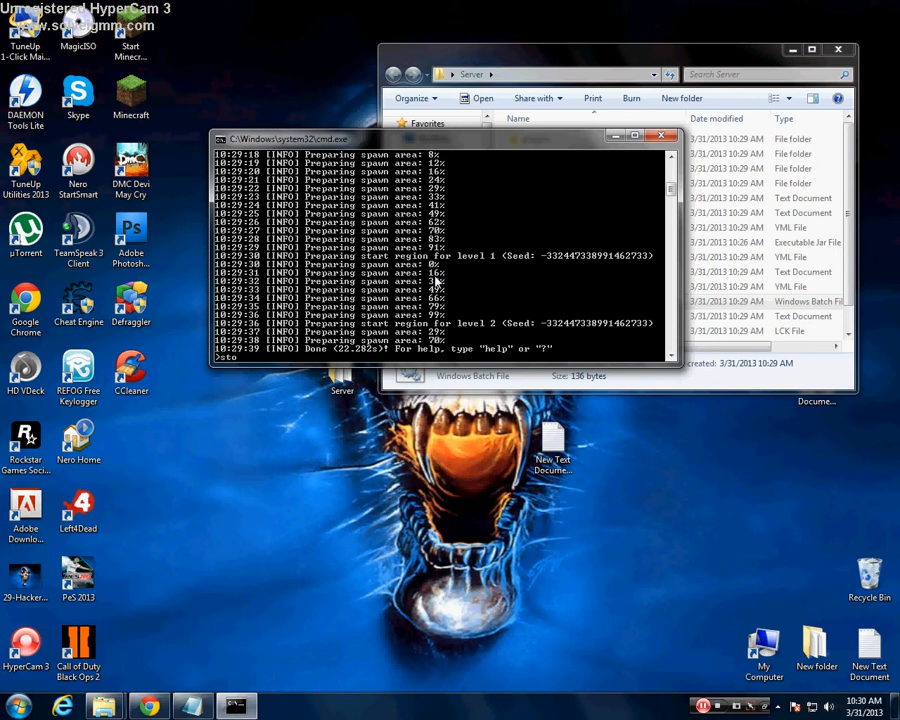 Unregistered HyperCam 3
www.solveigmm.com
TuneUp
1-Click Mai...
MagicISO
Start
Minecr...
DAEMON
Tools Lite
Skype
Minecraft
TuneUp
Utilities 2013
Nero
StartSmart
DMC Devi
May Cry
µTorrent
TeamSpeak 3
Client
Adobe
Photosh...
Google
Chrome
Cheat Engine
Defraggler
HD VDeck
REFOG Free
Keylogger
CCleaner
Rockstar
Games Soci...
Nero Home
Adobe
Downlo...
Left4Dead
29-Hacker...
PeS 2013
HyperCam 3
Call of Duty
Black Ops 2
Server
Search Server
Organize
Open
Share with
Print
Burn
New folder
Favorites
Name
Date modified
Type
3/31/2013 10:29 AM File folder
3/31/2013 10:29 AM File folder
3/31/2013 10:29 AM File folder
3/31/2013 10:29 AM File folder
3/31/2013 10:29 AM Text Document
3/31/2013 10:29 AM Text Document
3/31/2013 10:29 AM YML File
3/31/2013 10:26 AM Executable Jar File
3/31/2013 10:29 AM YML File
3/31/2013 10:29 AM Text Document
3/31/2013 10:29 AM YML File
3/31/2013 10:29 AM Windows Batch Fi
3/31/2013 10:29 AM Text Document
3/31/2013 10:29 AM LCK File
created: 3/31/2013 10:29 AM
Windows Batch File
Size: 136 bytes
C:\Windows\system32\cmd.exe
10:29:18 [INFO] Preparing spawn area: 8%
10:29:19 [INFO] Preparing spawn area: 12%
10:29:20 [INFO] Preparing spawn area: 16%
10:29:21 [INFO] Preparing spawn area: 24%
10:29:22 [INFO] Preparing spawn area: 29%
10:29:23 [INFO] Preparing spawn area: 33%
10:29:24 [INFO] Preparing spawn area: 41%
10:29:25 [INFO] Preparing spawn area: 49%
10:29:26 [INFO] Preparing spawn area: 62%
10:29:27 [INFO] Preparing spawn area: 70%
10:29:28 [INFO] Preparing spawn area: 83%
10:29:29 [INFO] Preparing spawn area: 91%
10:29:30 [INFO] Preparing start region for level 1 (Seed: -332447338991462733)
10:29:30 [INFO] Preparing spawn area: 0%
10:29:31 [INFO] Preparing spawn area: 16%
10:29:32 [INFO] Preparing spawn area:
10:29:33 [INFO] Preparing spawn area: 49%
10:29:34 [INFO] Preparing spawn area: 66%
10:29:35 [INFO] Preparing spawn area: 79%
10:29:36 [INFO] Preparing spawn area: 99%
10:29:36 [INFO] Preparing start region for level 2 (Seed: -332447338991462733)
10:29:37 [INFO] Preparing spawn area: 29%
10:29:38 [INFO] Preparing spawn area: 70%
10:29:39 [INFO] Done (22.282s)! For help, type "help" or "?"
>sto
Server
Docume...
New Text
Docume...
Recycle Bin
My
Computer
New folder
New Text
Document
10:30 AM
3/31/2013